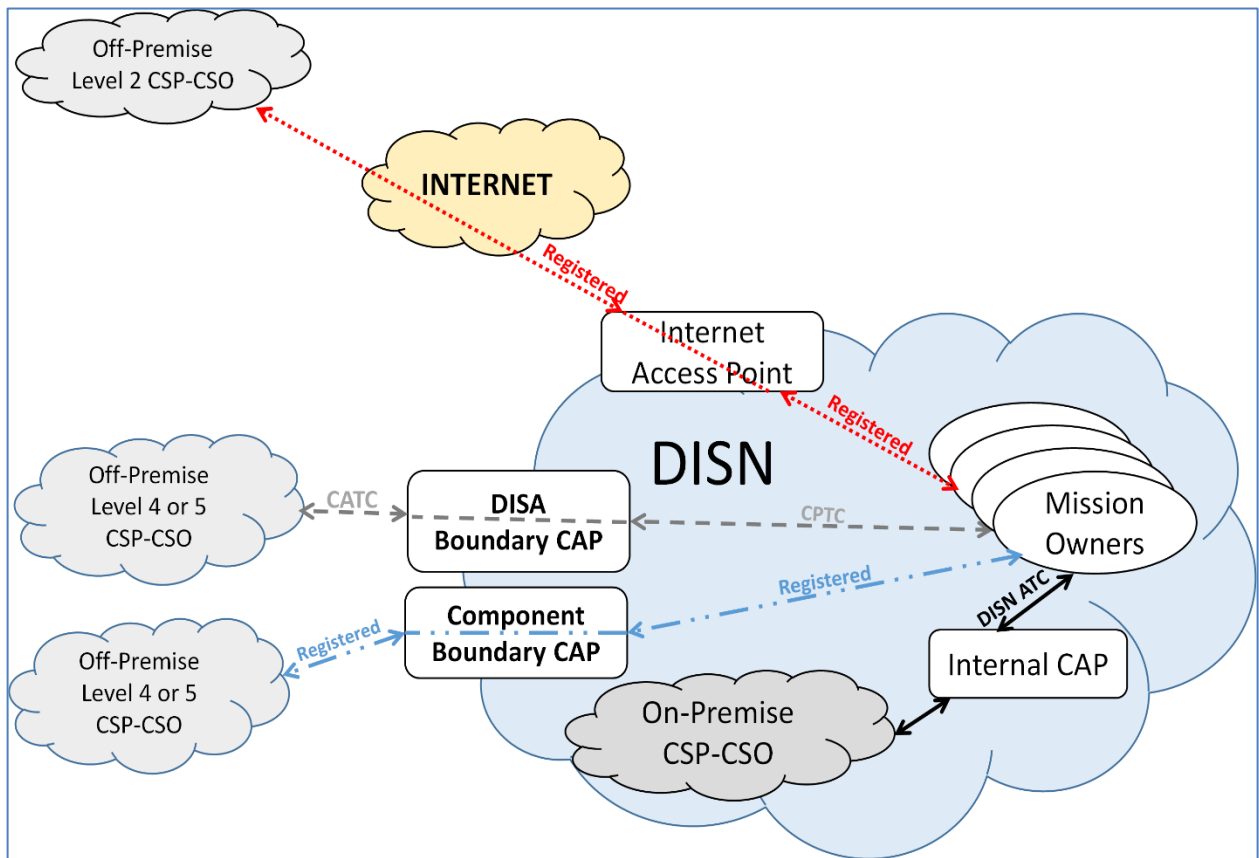 Off-Premise
Level 2 CSP-CSO
INTERNET
Registered
Internet
Access Point
Registered
DISN
Off-Premise
Level 4 or 5
CSP-CSO
CATC
DISA
Boundary CAP
CPTC
Mission
Owners
Registered
DISN ATC
Component
Boundary CAP
Registered
Off-Premise
Level 4 or 5
CSP-CSO
Internal CAP
On-Premise
CSP-CSO